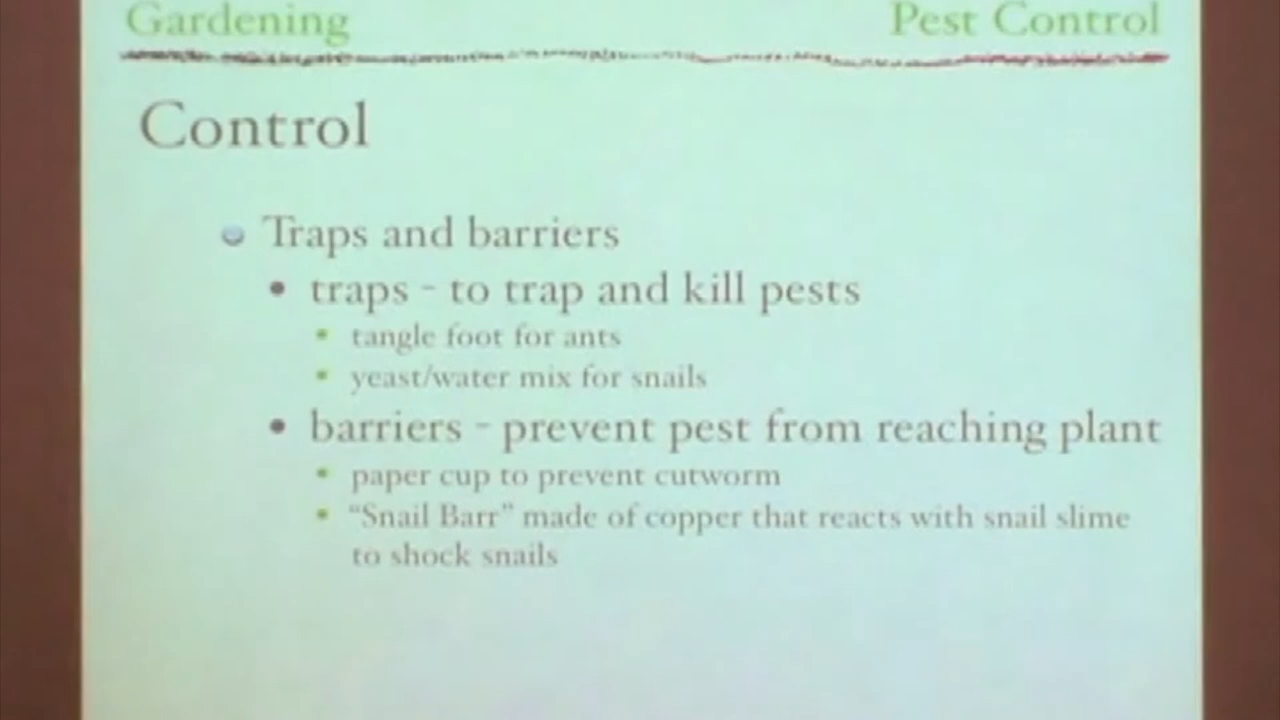 Gardening Pest Control
Control
Traps and barriers
traps - to trap and kill pests
tangle foot for ants
yeast/water mix for snails
barriers - prevent pest from reaching plant
paper cup to prevent cutworm
“Snail Barr” made of copper that reacts with snail slime
to shock snails